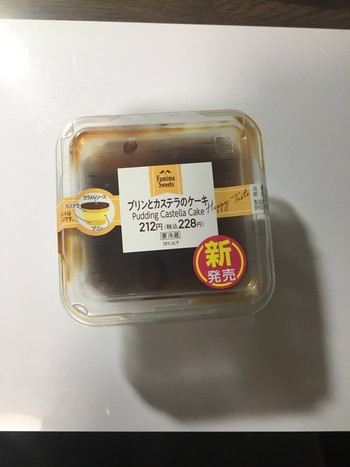 Famima
Sweets
プリンとカステラのケーキ
Pudding Castella Cake
Happy Taste
212円(税込228円)
要冷蔵
10℃以下
カラメルソース
カステラ
プリン
新
発売